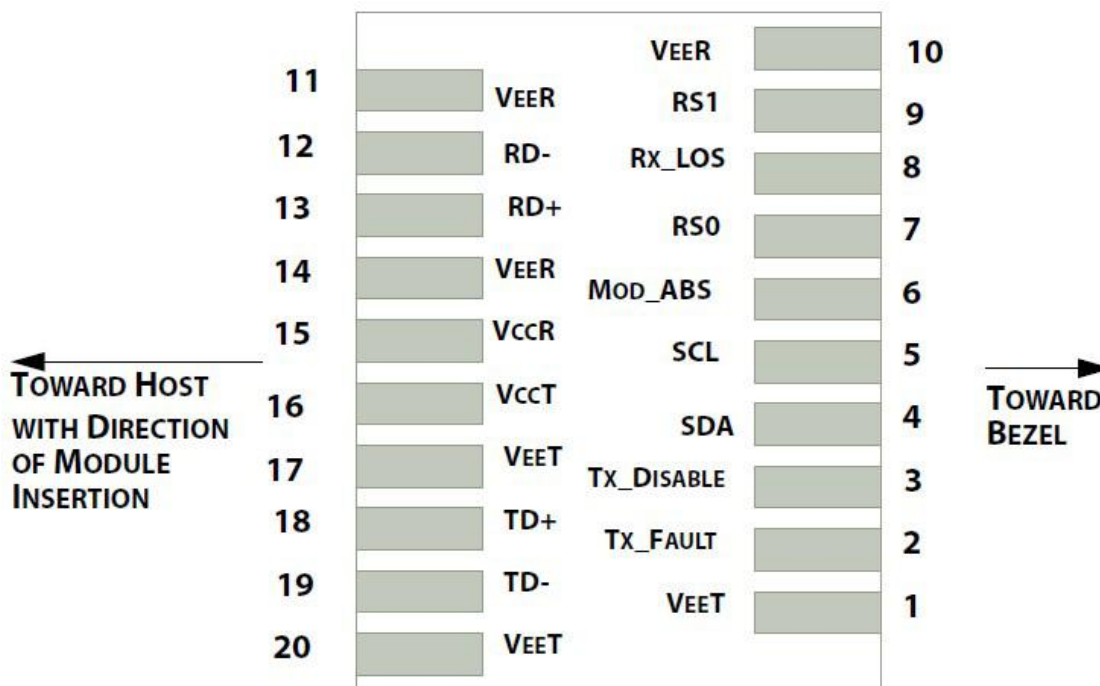 11 VEER
12 RD-
13 RD+
14 VEER
15 VCCR
16 VCCT
17 VEET
18 TD+
19 TD-
20 VEET
VEER 10
RS1 9
RX_LOS 8
RS0 7
MOD_ABS 6
SCL 5
SDA 4
TX_DISABLE 3
TX_FAULT 2
VEET 1
TOWARD HOST
WITH DIRECTION
OF MODULE
INSERTION
TOWARD
BEZEL